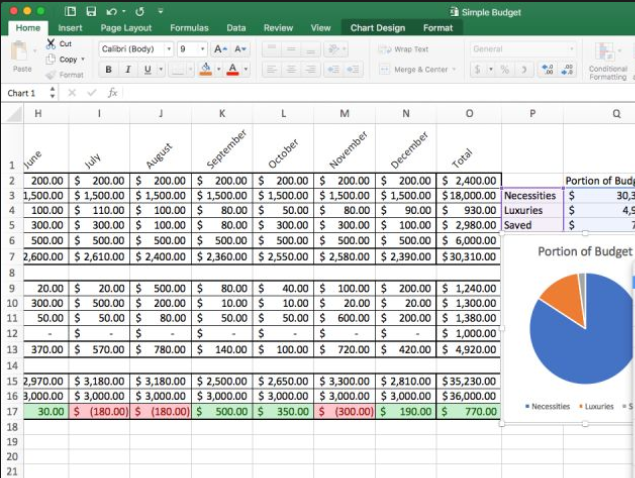 Simple Budget
Home Insert Page Layout Formulas Data Review View Chart Design Format
Cut
Copy
Format
Paste
Calibri (Body) 9 A A
B I U A
Wrap Text
Merge & Center
General
$ %
Conditional
Formatting
Chart 1 fx
H I J K L M N O P Q
1 June July August September October November December Total
2 200.00 $ 200.00 $ 200.00 $ 200.00 $ 200.00 $ 200.00 $ 200.00 $ 2,400.00 Portion of Budg
3 1,500.00 $ 1,500.00 $ 1,500.00 $ 1,500.00 $ 1,500.00 $ 1,500.00 $ 1,500.00 $ 18,000.00 Necessities $ 30,3
4 100.00 $ 110.00 $ 100.00 $ 80.00 $ 50.00 $ 80.00 $ 90.00 $ 930.00 Luxuries $ 4,9
5 300.00 $ 300.00 $ 100.00 $ 80.00 $ 300.00 $ 300.00 $ 100.00 $ 2,980.00 Saved $ 7
6 500.00 $ 500.00 $ 500.00 $ 500.00 $ 500.00 $ 500.00 $ 500.00 $ 6,000.00
7 2,600.00 $ 2,610.00 $ 2,400.00 $ 2,360.00 $ 2,550.00 $ 2,580.00 $ 2,390.00 $ 30,310.00
8
9 20.00 $ 20.00 $ 500.00 $ 80.00 $ 40.00 $ 100.00 $ 200.00 $ 1,240.00
10 300.00 $ 500.00 $ 200.00 $ 10.00 $ 10.00 $ 20.00 $ 20.00 $ 1,300.00
11 50.00 $ 50.00 $ 80.00 $ 50.00 $ 50.00 $ 600.00 $ 200.00 $ 1,380.00
12 - $ - $ - $ - $ - $ - $ - $ 1,000.00
13 370.00 $ 570.00 $ 780.00 $ 140.00 $ 100.00 $ 720.00 $ 420.00 $ 4,920.00
14
15 2,970.00 $ 3,180.00 $ 3,180.00 $ 2,500.00 $ 2,650.00 $ 3,300.00 $ 2,810.00 $ 35,230.00
16 3,000.00 $ 3,000.00 $ 3,000.00 $ 3,000.00 $ 3,000.00 $ 3,000.00 $ 3,000.00 $ 36,000.00
17 30.00 $ (180.00) $ (180.00) $ 500.00 $ 350.00 $ (300.00) $ 190.00 $ 770.00
18
19
20
21
Portion of Budget
Necessities Luxuries S